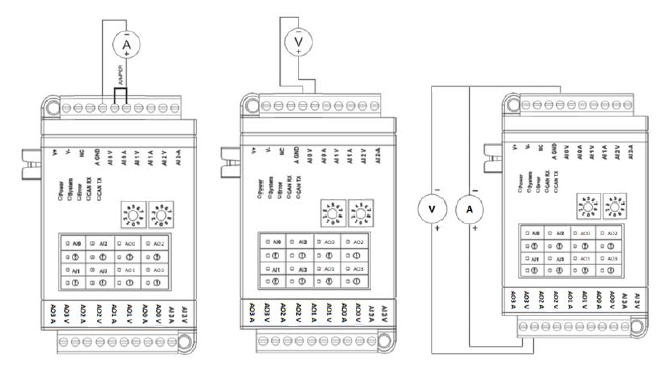 A
JUMPER
V+
V-
NC
A GND
AI 0 V
AI 0 A
AI 1 V
AI 1 A
AI 2 V
AI 2-A
Power
System
Error
CAN RX
CAN TX
AI0
AI2
AO0
AO2
AI1
AI3
AO1
AO3
AO3 A
AO3 V
AO2 A
AO2 V
AO1 A
AO1 V
AO0 A
AO0 V
AI 3 A
AI 3 V
V
V+
V-
NC
A GND
AI 0 V
AI 0 A
AI 1 V
AI 1 A
AI 2 V
AI 2-A
Power
System
Error
CAN RX
CAN TX
AI0
AI2
AO0
AO2
AI1
AI3
AO1
AO3
AO3 A
AO3 V
AO2 A
AO2 V
AO1 A
AO1 V
AO0 A
AO0 V
AI 3 A
AI 3 V
V
A
V+
V-
NC
A GND
AI 0 V
AI 0 A
AI 1 V
AI 1 A
AI 2 V
AI 2-A
Power
System
Error
CAN RX
CAN TX
AI0
AI2
AO0
AO2
AI1
AI3
AO1
AO3
AO3 A
AO3 V
AO2 A
AO2 V
AO1 A
AO1 V
AO0 A
AO0 V
AI 3 A
AI 3 V